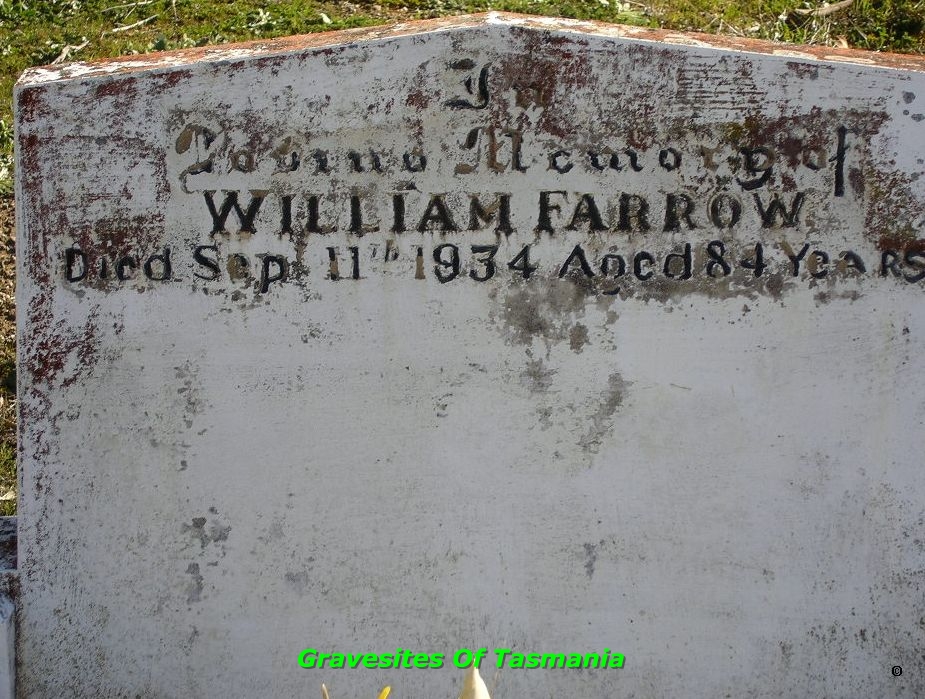 In
Loving Memory of
WILLIAM FARROW
Died Sep. 11th 1934 Aged 84 Years
Gravesites Of Tasmania
©